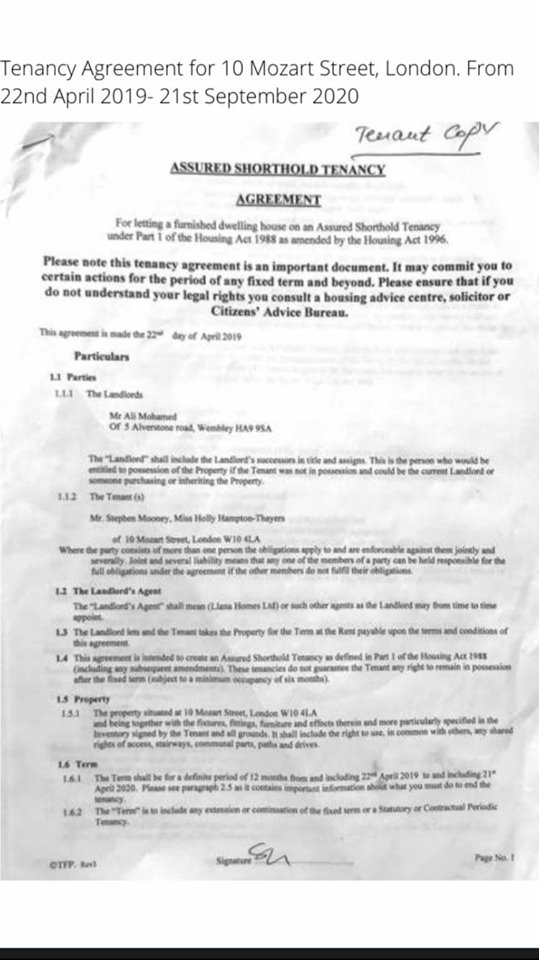 Tenancy Agreement for 10 Mozart Street, London. From
22nd April 2019- 21st September 2020
Tenant Copy
ASSURED SHORTHOLD TENANCY
AGREEMENT
For letting a furnished dwelling house on an Assured Shorthold Tenancy
under Part 1 of the Housing Act 1988 as amended by the Housing Act 1996.
Please note this tenancy agreement is an important document. It may commit you to
certain actions for the period of any fixed term and beyond. Please ensure that if you
do not understand your legal rights you consult a housing advice centre, solicitor or
Citizens' Advice Bureau.
This agreement is made the 22nd day of April 2019
Particulars
1.1 Parties
1.1.1 The Landlords
Mr Ali Mohamed
Of 5 Alverstone road, Wembley HA9 9SA
The "Landlord" shall include the Landlord's successors in title and assigns. This is the person who would be
entitled to possession of the Property if the Tenant was not in possession and could be the current Landlord or
someone purchasing or inheriting the Property.
1.1.2 The Tenant (s)
Mr. Stephen Mooney, Miss Holly Hampton-Thayers
of 10 Mozart Street, London W10 4LA
Where the party consists of more than one person the obligations apply to and are enforceable against them jointly and
severally. Joint and several liability means that any one of the members of a party can be held responsible for the
full obligations under the agreement if the other members do not fulfil their obligations.
1.2 The Landlord's Agent
The "Landlord's Agent" shall mean (Liana Homes Ltd) or such other agents as the Landlord may from time to time
appoint.
1.3 The Landlord lets and the Tenant takes the Property for the Term at the Rent payable upon the terms and conditions of
this agreement.
1.4 This agreement is intended to create an Assured Shorthold Tenancy as defined in Part 1 of the Housing Act 1988
(including any subsequent amendments). These tenancies do not guarantee the Tenant any right to remain in possession
after the fixed term (subject to a minimum occupancy of six months).
1.5 Property
1.5.1 The property situated at 10 Mozart Street, London W10 4LA
and being together with the fixtures, fittings, furniture and effects therein and more particularly specified in the
Inventory signed by the Tenant and all grounds. It shall include the right to use, in common with others, any shared
rights of access, stairways, communal parts, paths and drives.
1.6 Term
1.6.1 The Term shall be for a definite period of 12 months from and including 22nd April 2019 to and including 21st
April 2020. Please see paragraph 2.5 as it contains important information about what you must do to end the
tenancy.
1.6.2 The "Term" is to include any extension or continuation of the fixed term or a Statutory or Contractual Periodic
Tenancy.
©TFP. Rev3
Signature
Page No. 1